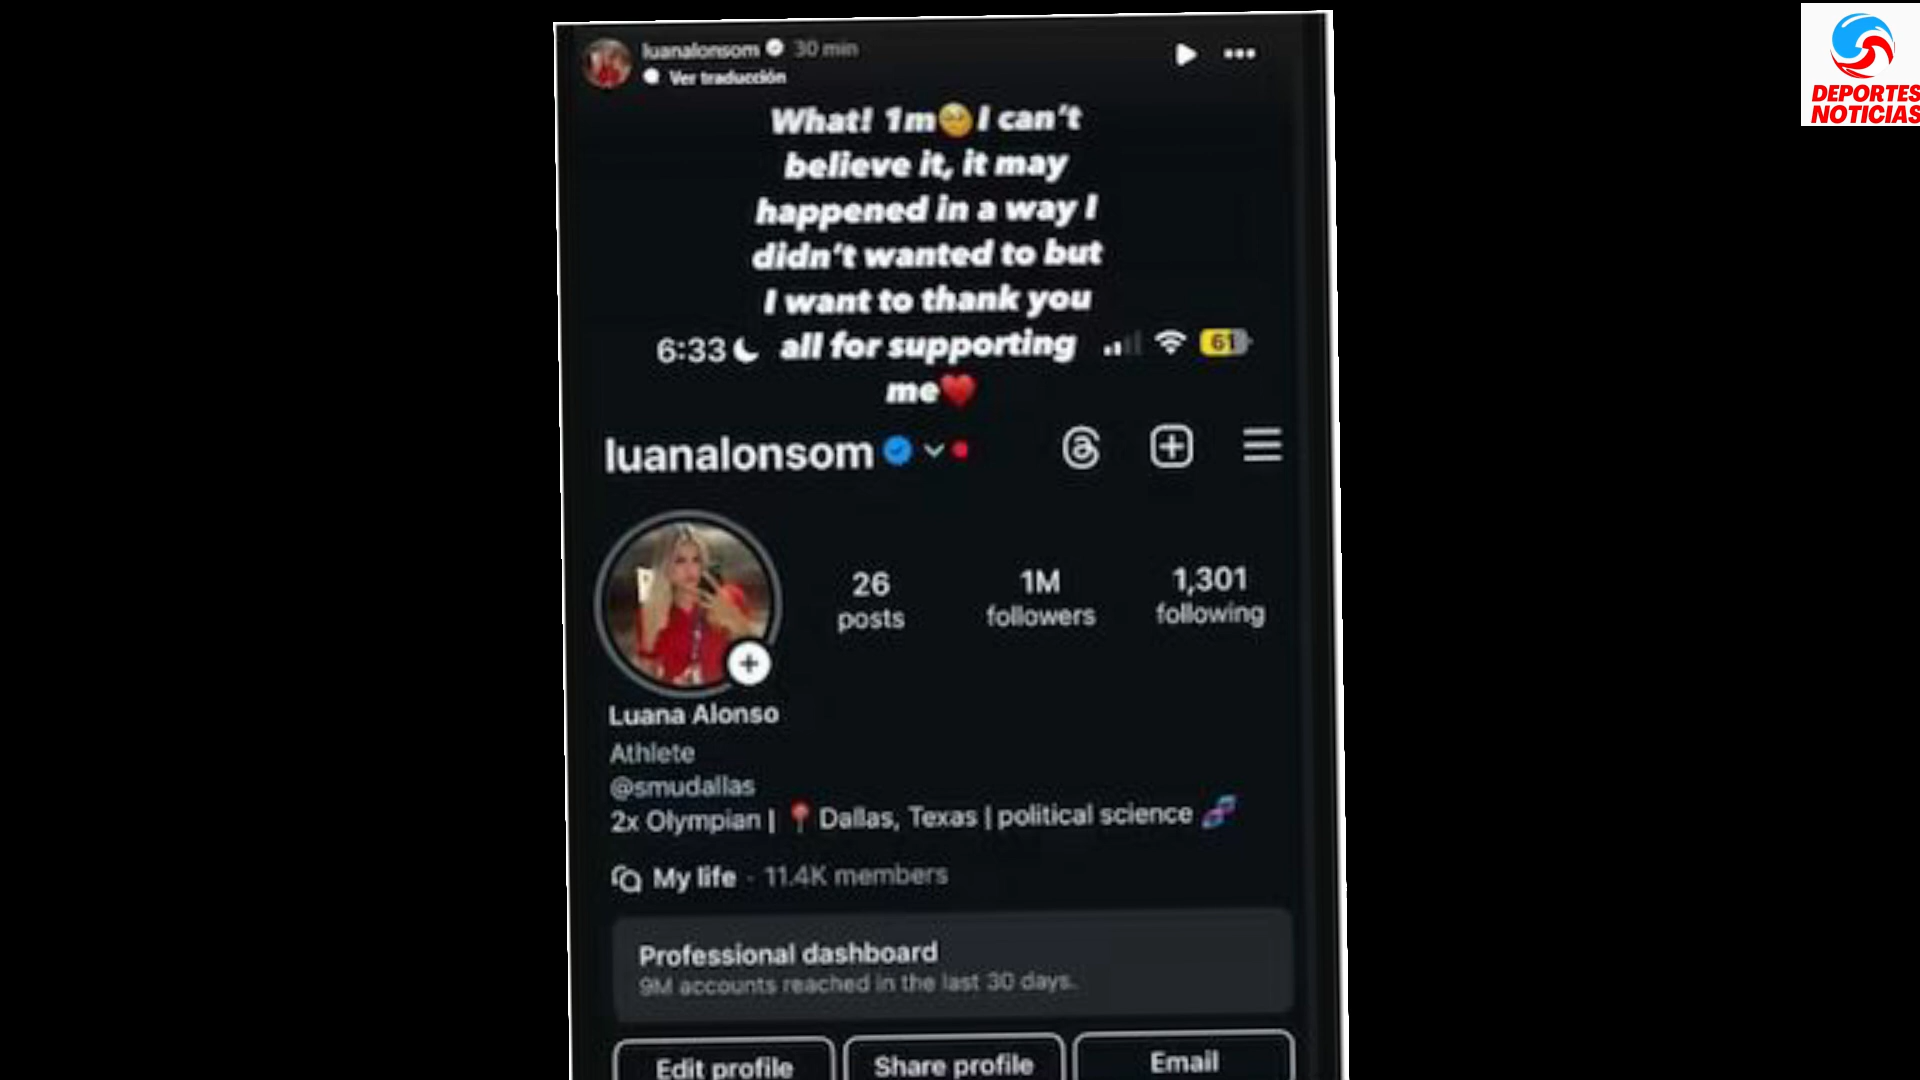 luanalonsom 30 min
Ver traducción
DEPORTES
NOTICIAS
What! 1m🥺I can't
believe it, it may
happened in a way I
didn't wanted to but
I want to thank you
all for supporting
me❤️
6:33 61
luanalonsom
26 1M 1,301
posts followers following
Luana Alonso
Athlete
@smudallas
2x Olympian | 📍 Dallas, Texas | political science 🧬
My life · 11.4K members
Professional dashboard
9M accounts reached in the last 30 days.
Edit profile Share profile Email